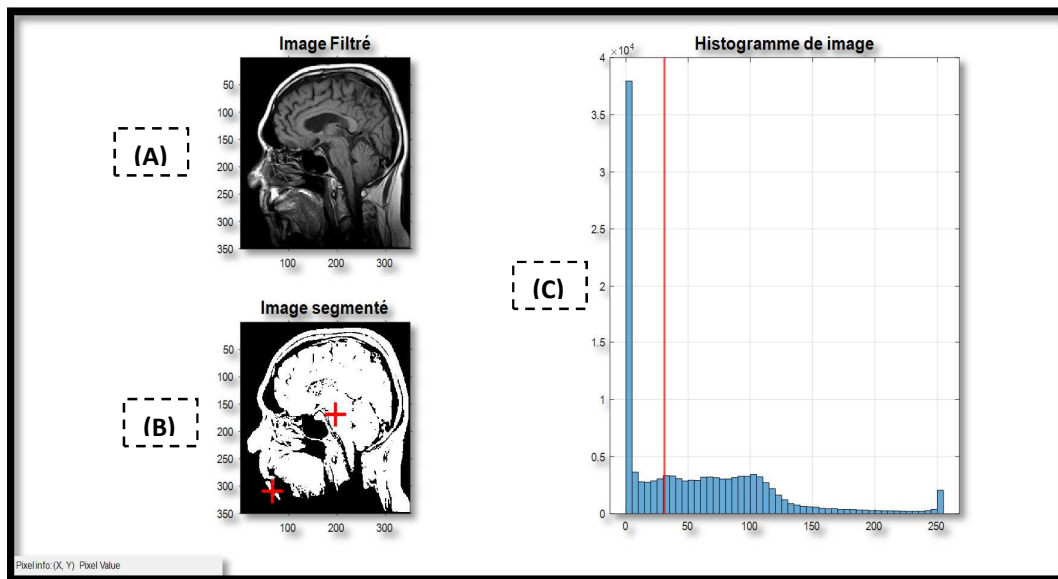 Image Filtré
50
100
150
200
250
300
350
100 200 300
(A)
Image segmenté
50
100
150
200
250
300
350
100 200 300
(B)
Histogramme de image
×10⁴
4
3.5
3
2.5
2
1.5
1
0.5
0
0 50 100 150 200 250
(C)
Pixel info: (X, Y) Pixel Value